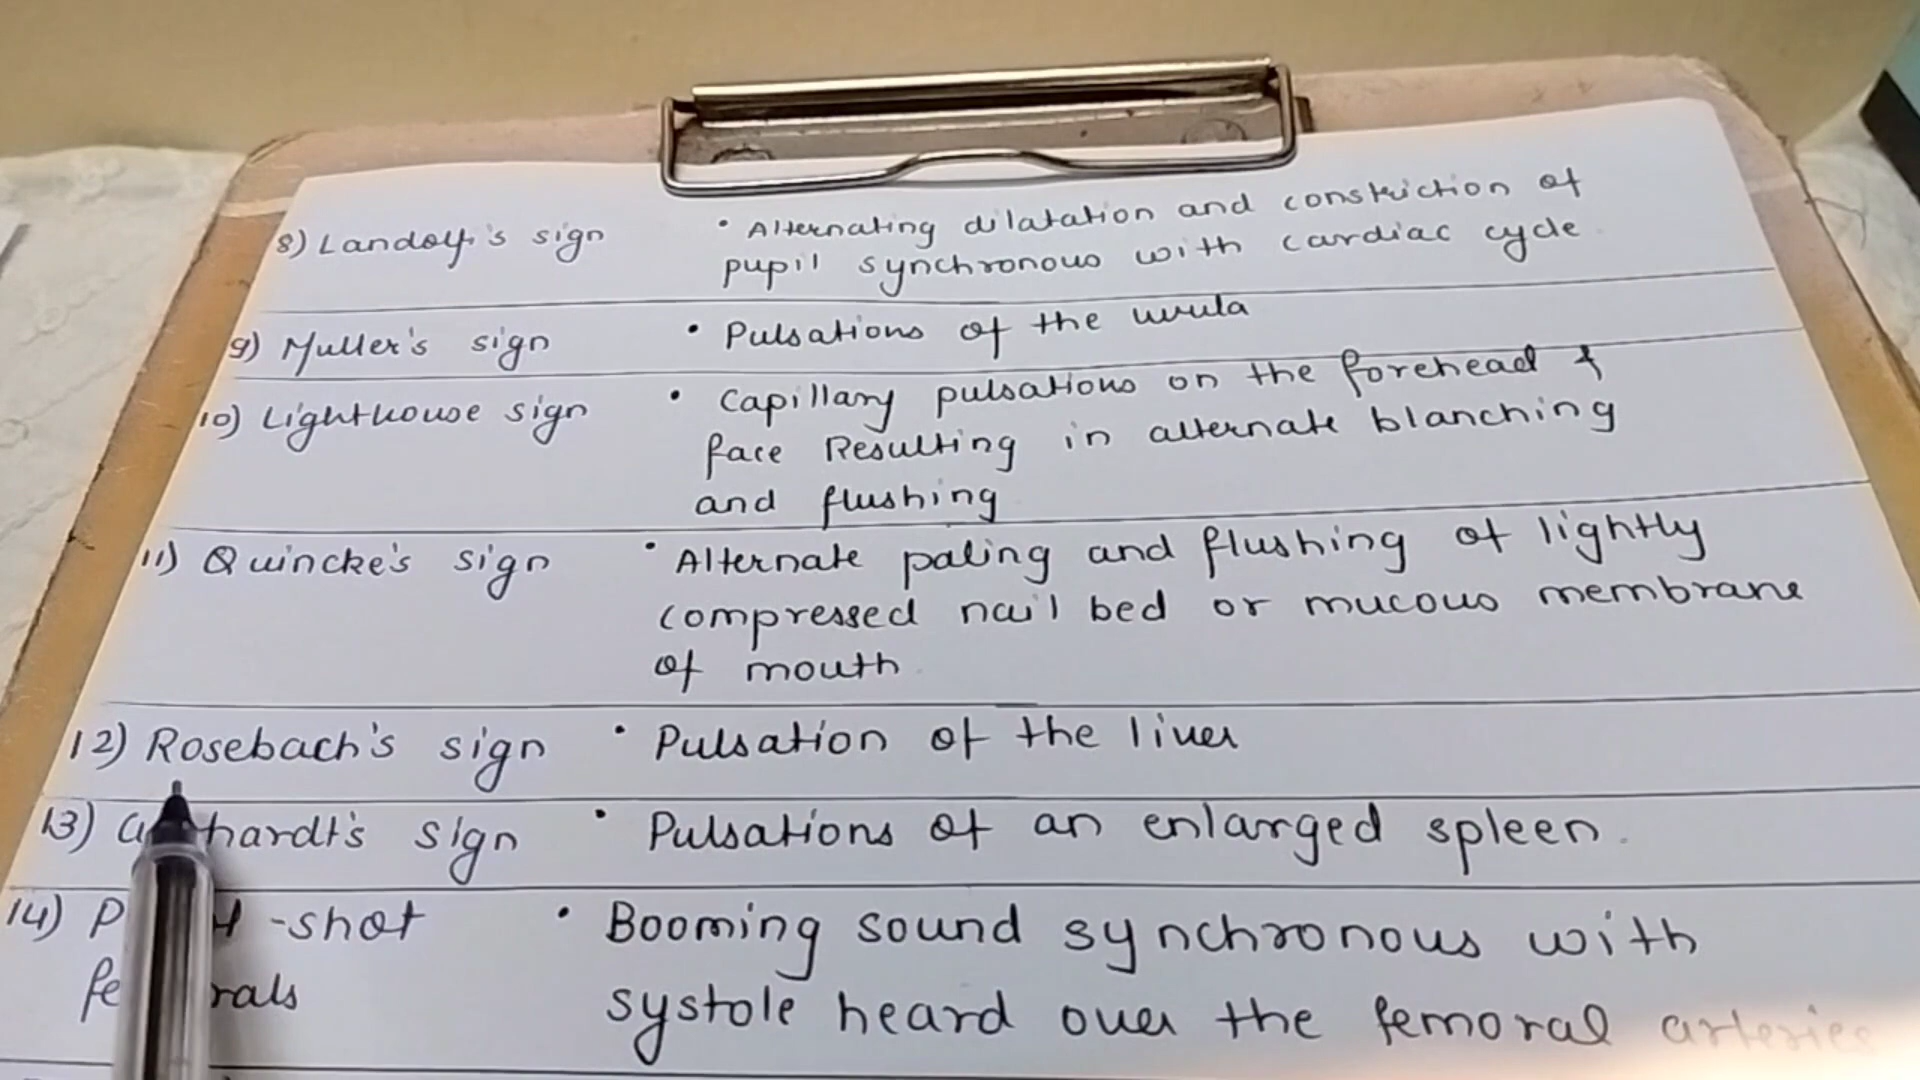 8) Landolfi's sign • Alternating dilatation and constriction of
pupil synchronous with cardiac cycle
9) Muller's sign • Pulsations of the uvula
10) Lighthouse sign • Capillary pulsations on the forehead &
face Resulting in alternate blanching
and flushing
11) Quincke's sign • Alternate paling and flushing of lightly
compressed nail bed or mucous membrane
of mouth
12) Rosebach's sign • Pulsation of the liver
13) hardt's sign • Pulsations of an enlarged spleen.
14) -shot • Booming sound synchronous with
systole heard over the femoral arteries